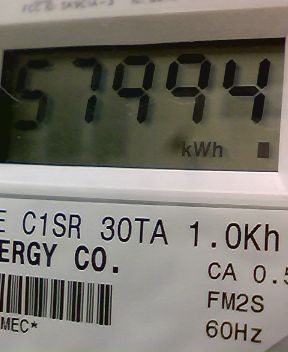 57994
kWh
E C1SR 30TA 1.0Kh
ERGY CO.
CA 0.5
FM2S
MEC*
60Hz